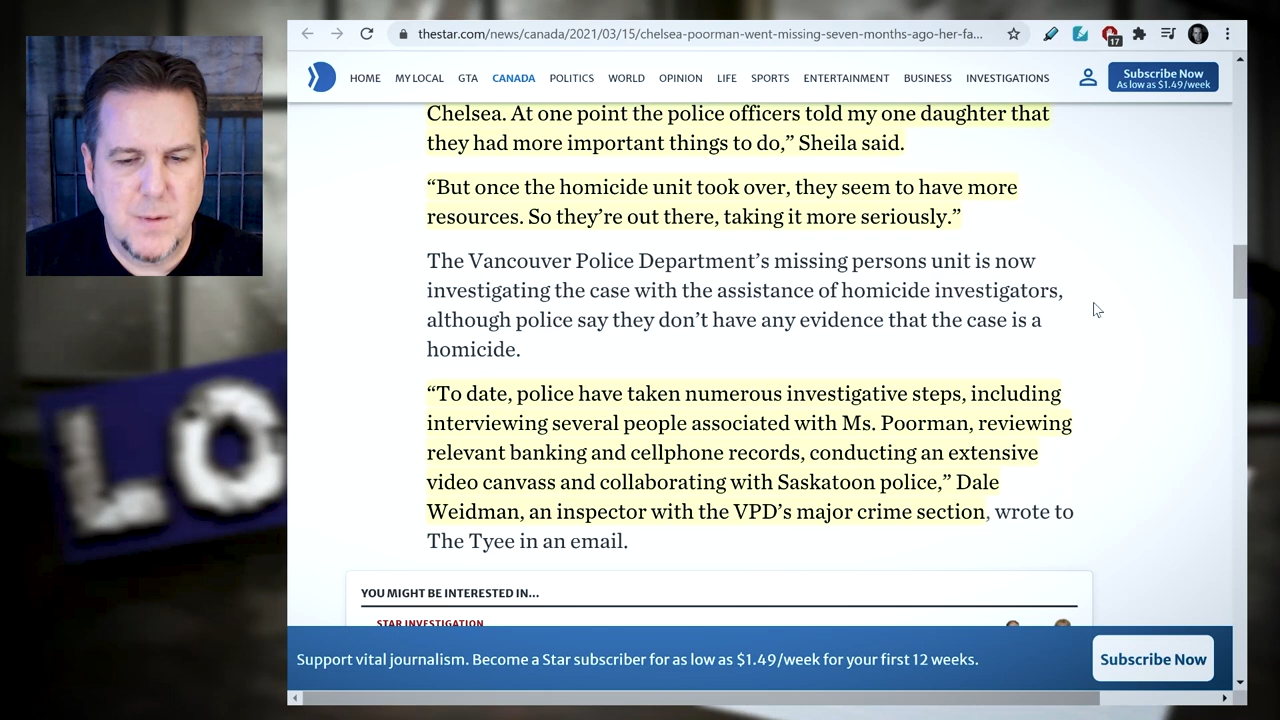 thestar.com/news/canada/2021/03/15/chelsea-poorman-went-missing-seven-months-ago-her-fa...
17
HOME MY LOCAL GTA CANADA POLITICS WORLD OPINION LIFE SPORTS ENTERTAINMENT BUSINESS INVESTIGATIONS
Subscribe Now
As low as $1.49/week
Chelsea. At one point the police officers told my one daughter that
they had more important things to do,” Sheila said.
“But once the homicide unit took over, they seem to have more
resources. So they’re out there, taking it more seriously.”
The Vancouver Police Department’s missing persons unit is now
investigating the case with the assistance of homicide investigators,
although police say they don’t have any evidence that the case is a
homicide.
“To date, police have taken numerous investigative steps, including
interviewing several people associated with Ms. Poorman, reviewing
relevant banking and cellphone records, conducting an extensive
video canvass and collaborating with Saskatoon police,” Dale
Weidman, an inspector with the VPD’s major crime section, wrote to
The Tyee in an email.
YOU MIGHT BE INTERESTED IN...
STAR INVESTIGATION
Support vital journalism. Become a Star subscriber for as low as $1.49/week for your first 12 weeks.
Subscribe Now
LO